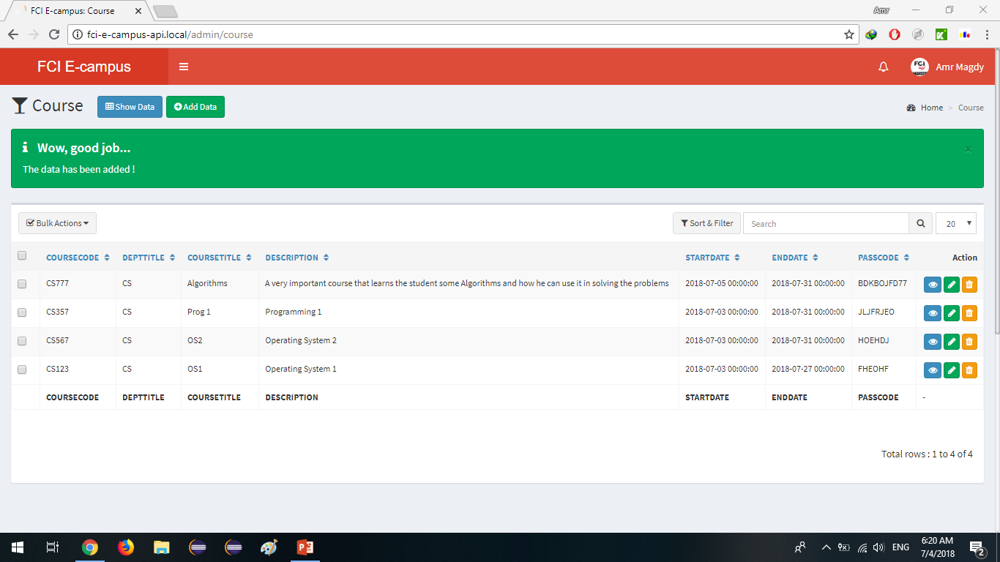 FCI E-campus: Course
Amr
fci-e-campus-api.local/admin/course
FCI E-campus
FCI
Amr Magdy
Course
Show Data
Add Data
Home > Course
Wow, good job...
×
The data has been added !
Bulk Actions
Sort & Filter
Search
20
COURSECODE DEPTTITLE COURSETITLE DESCRIPTION STARTDATE ENDDATE PASSCODE Action
CS777 CS Algorithms A very important course that learns the student some Algorithms and how he can use it in solving the problems 2018-07-05 00:00:00 2018-07-31 00:00:00 BDKBOJFD77
CS357 CS Prog 1 Programming 1 2018-07-03 00:00:00 2018-07-31 00:00:00 JLJFRJEO
CS567 CS OS2 Operating System 2 2018-07-03 00:00:00 2018-07-31 00:00:00 HOEHDJ
CS123 CS OS1 Operating System 1 2018-07-03 00:00:00 2018-07-27 00:00:00 FHEOHF
COURSECODE DEPTTITLE COURSETITLE DESCRIPTION STARTDATE ENDDATE PASSCODE -
Total rows : 1 to 4 of 4
ENG
6:20 AM
7/4/2018
2